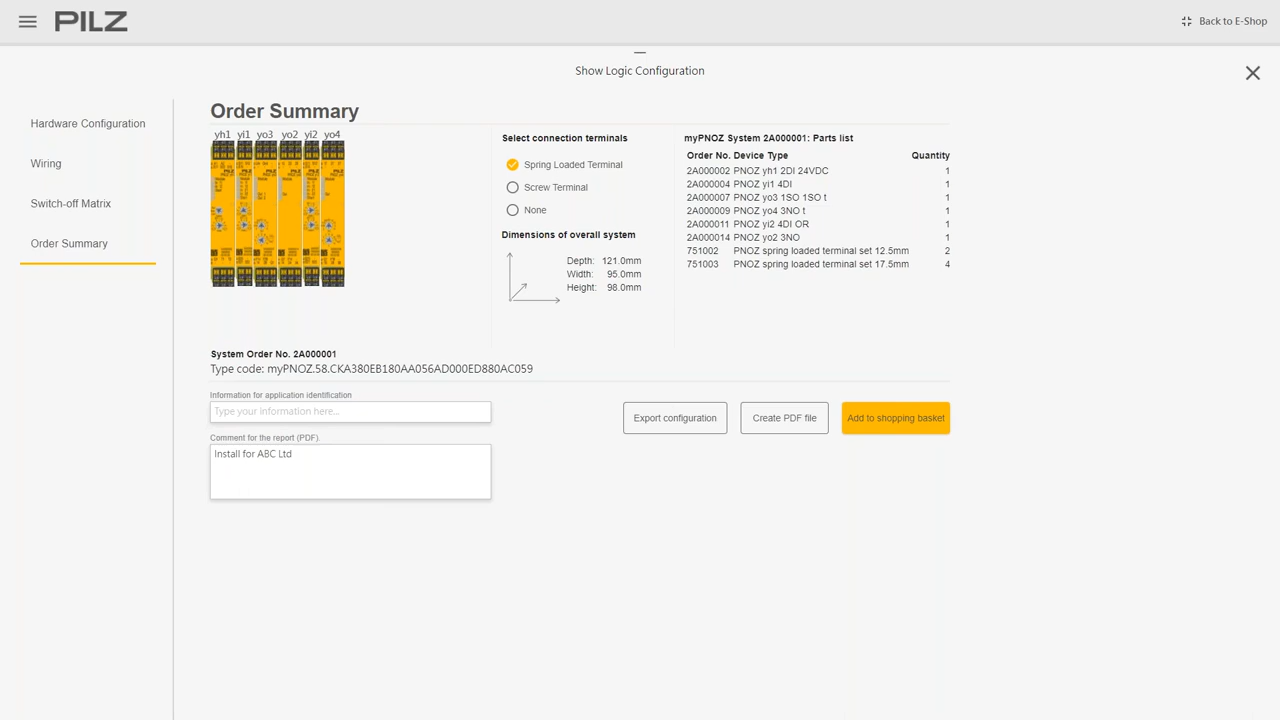 PILZ
Back to E-Shop
Show Logic Configuration
Hardware Configuration
Wiring
Switch-off Matrix
Order Summary
Order Summary
yh1 yi1 yo3 yo2 yi2 yo4
Select connection terminals
Spring Loaded Terminal
Screw Terminal
None
Dimensions of overall system
Depth: 121.0mm
Width: 95.0mm
Height: 98.0mm
myPNOZ System 2A000001: Parts list
Order No. Device Type Quantity
2A000002 PNOZ yh1 2DI 24VDC 1
2A000004 PNOZ yi1 4DI 1
2A000007 PNOZ yo3 1SO 1SO t 1
2A000009 PNOZ yo4 3NO t 1
2A000011 PNOZ yi2 4DI OR 1
2A000014 PNOZ yo2 3NO 1
751002 PNOZ spring loaded terminal set 12.5mm 2
751003 PNOZ spring loaded terminal set 17.5mm 4
System Order No. 2A000001
Type code: myPNOZ.58.CKA380EB180AA056AD000ED880AC059
Information for application identification
Type your information here...
Comment for the report (PDF).
Install for ABC Ltd
Export configuration
Create PDF file
Add to shopping basket